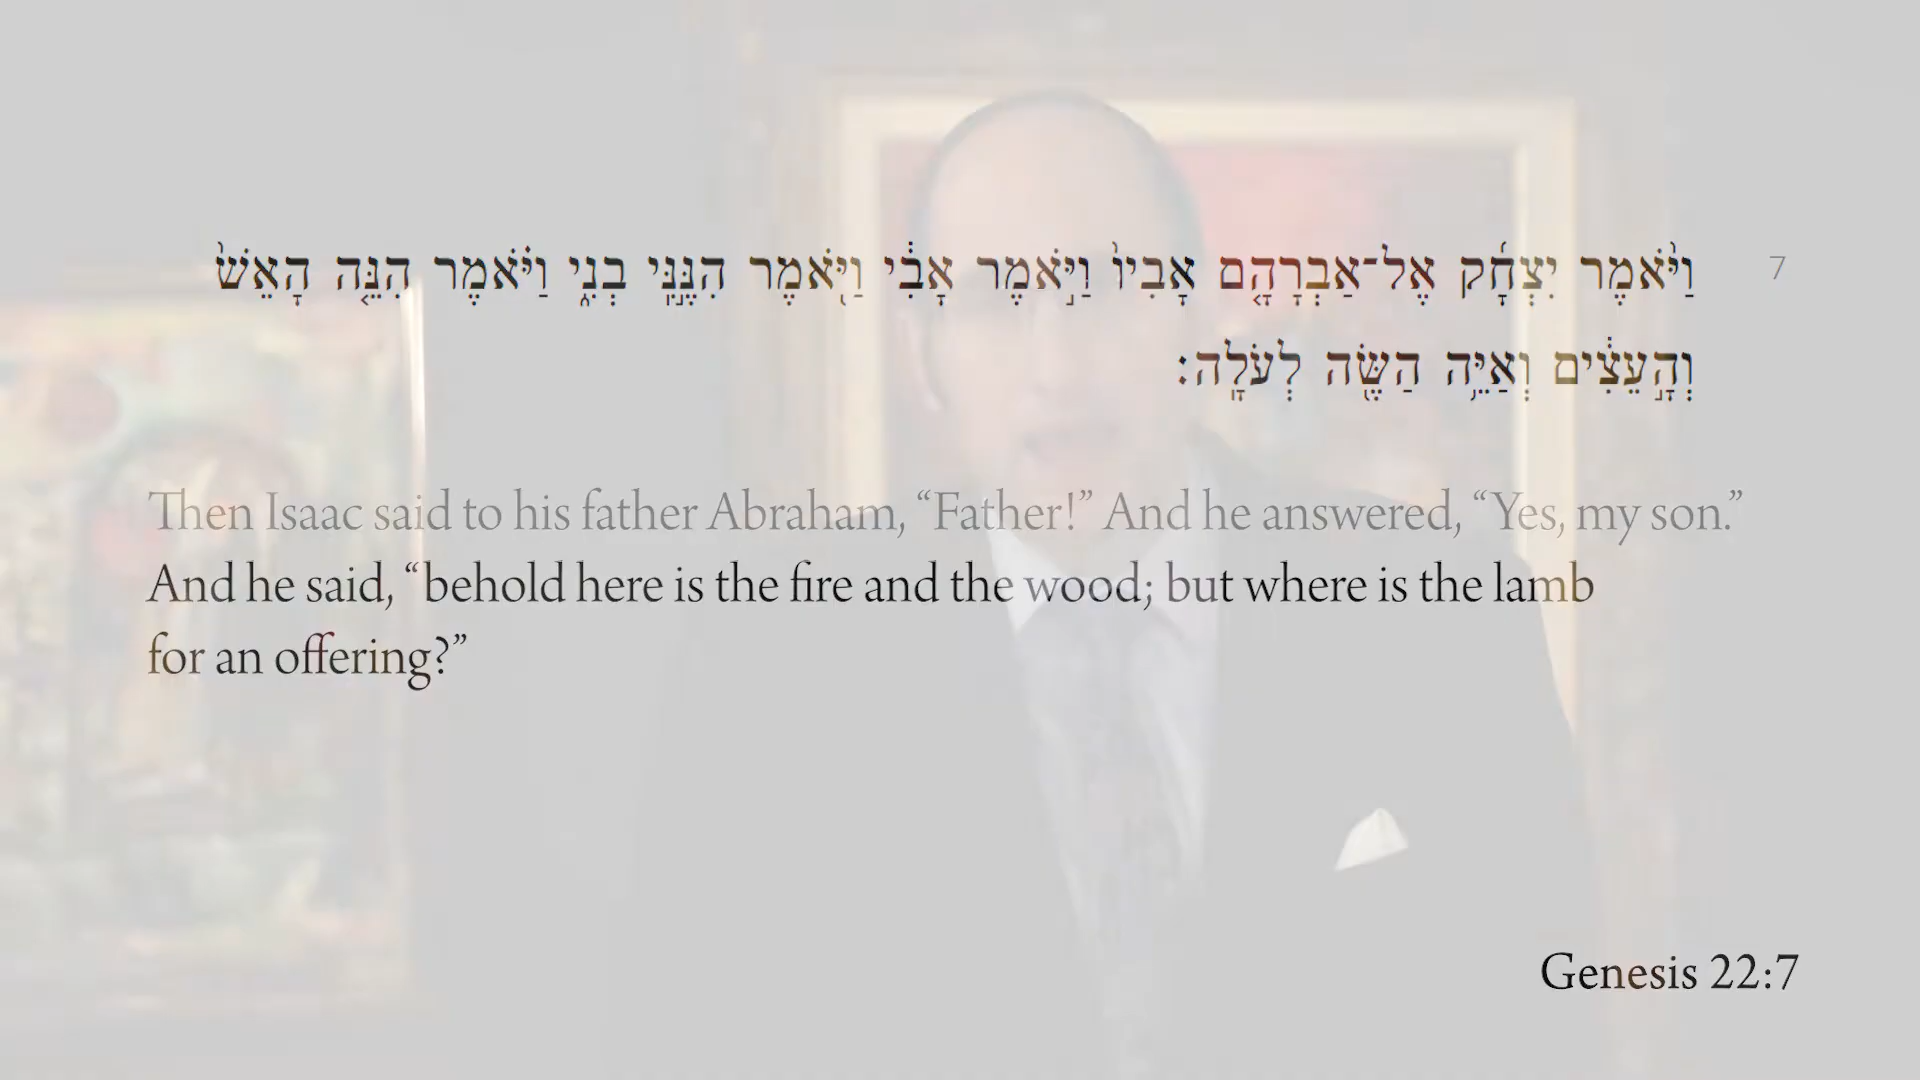 7 וַיֹּ֨אמֶר יִצְחָ֜ק אֶל־אַבְרָהָ֤ם אָבִיו֙ וַיֹּ֣אמֶר אָבִ֔י וַיֹּ֖אמֶר הִנֶּ֣נִּֽי בְנִ֑י וַיֹּ֗אמֶר הִנֵּ֤ה הָאֵשׁ֙
וְהָ֣עֵצִ֔ים וְאַיֵּ֥ה הַשֶּׂ֖ה לְעֹלָֽה׃
Then Isaac said to his father Abraham, “Father!” And he answered, “Yes, my son.”
And he said, “behold here is the fire and the wood; but where is the lamb
for an offering?”
Genesis 22:7